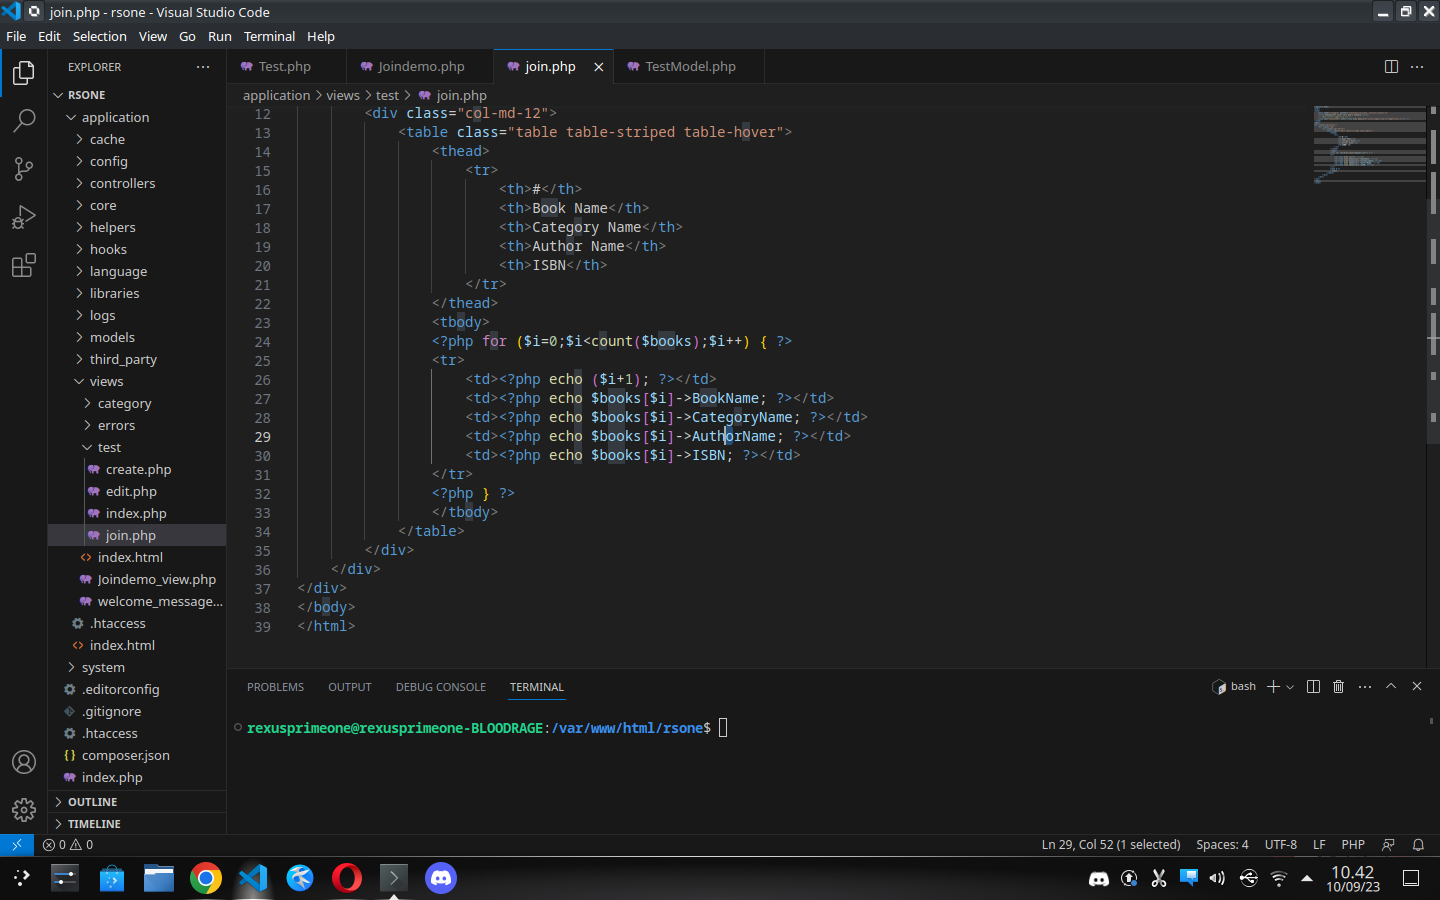 join.php - rsone - Visual Studio Code
File Edit Selection View Go Run Terminal Help
EXPLORER
RSONE
application
cache
config
controllers
core
helpers
hooks
language
libraries
logs
models
third_party
views
category
errors
test
create.php
edit.php
index.php
join.php
index.html
Joindemo_view.php
welcome_message...
.htaccess
index.html
system
.editorconfig
.gitignore
.htaccess
composer.json
index.php
OUTLINE
TIMELINE
Test.php Joindemo.php join.php TestModel.php
application > views > test > join.php
12 <div class="col-md-12">
13 <table class="table table-striped table-hover">
14 <thead>
15 <tr>
16 <th>#</th>
17 <th>Book Name</th>
18 <th>Category Name</th>
19 <th>Author Name</th>
20 <th>ISBN</th>
21 </tr>
22 </thead>
23 <tbody>
24 <?php for ($i=0;$i<count($books);$i++) { ?>
25 <tr>
26 <td><?php echo ($i+1); ?></td>
27 <td><?php echo $books[$i]->BookName; ?></td>
28 <td><?php echo $books[$i]->CategoryName; ?></td>
29 <td><?php echo $books[$i]->AuthorName; ?></td>
30 <td><?php echo $books[$i]->ISBN; ?></td>
31 </tr>
32 <?php } ?>
33 </tbody>
34 </table>
35 </div>
36 </div>
37 </div>
38 </body>
39 </html>
PROBLEMS OUTPUT DEBUG CONSOLE TERMINAL
bash
rexusprimeone@rexusprimeone-BLOODRAGE:/var/www/html/rsone$
0 0
Ln 29, Col 52 (1 selected) Spaces: 4 UTF-8 LF PHP
10.42
10/09/23